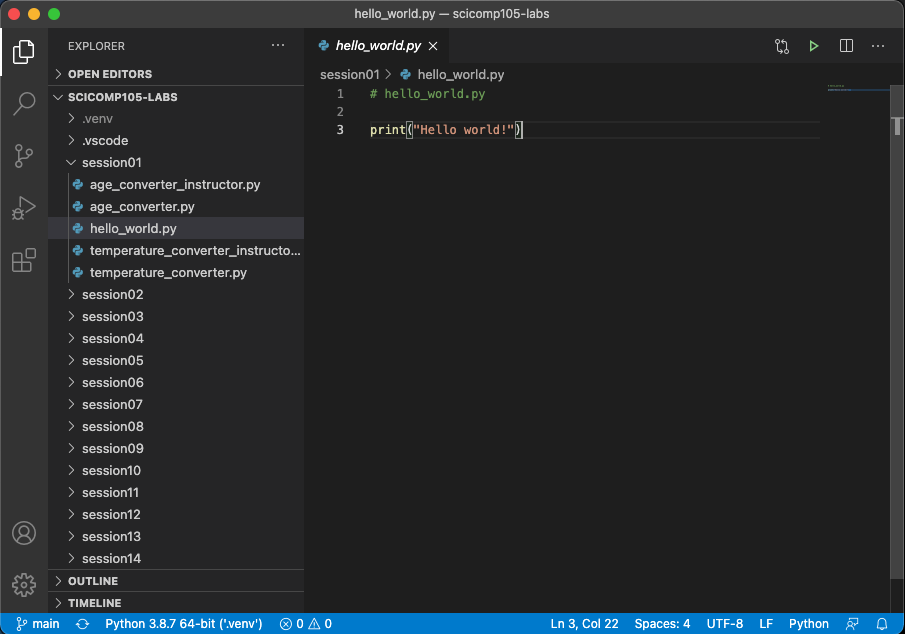 hello_world.py — scicomp105-labs
EXPLORER
hello_world.py
OPEN EDITORS
SCICOMP105-LABS
.venv
.vscode
session01
age_converter_instructor.py
age_converter.py
hello_world.py
temperature_converter_instructo...
temperature_converter.py
session02
session03
session04
session05
session06
session07
session08
session09
session10
session11
session12
session13
session14
OUTLINE
TIMELINE
session01 > hello_world.py
1 # hello_world.py
2
3 print("Hello world!")
main Python 3.8.7 64-bit ('.venv') 0 0 Ln 3, Col 22 Spaces: 4 UTF-8 LF Python